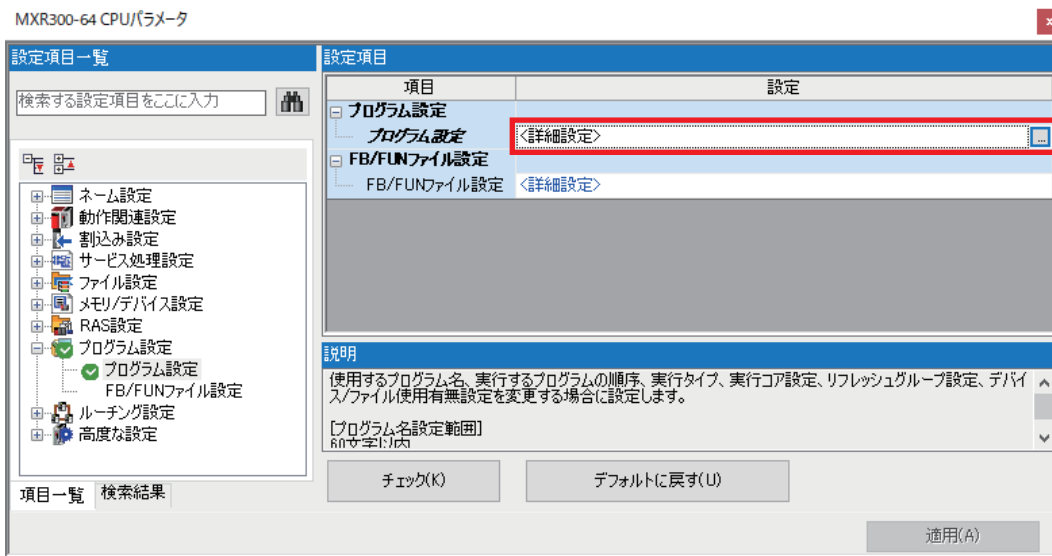 MXR300-64 CPUパラメータ
設定項目一覧
検索する設定項目をここに入力
ネーム設定
動作関連設定
割込み設定
サービス処理設定
ファイル設定
メモリ/デバイス設定
RAS設定
プログラム設定
プログラム設定
FB/FUNファイル設定
ルーチング設定
高度な設定
項目一覧 検索結果
設定項目
項目 設定
プログラム設定
プログラム設定 <詳細設定> ...
FB/FUNファイル設定
FB/FUNファイル設定 <詳細設定>
説明
使用するプログラム名、実行するプログラムの順序、実行タイプ、実行コア設定、リフレッシュグループ設定、デバイ
ス/ファイル使用有無設定を変更する場合に設定します。
[プログラム名設定範囲]
60文字以内
チェック(K) デフォルトに戻す(U)
適用(A)